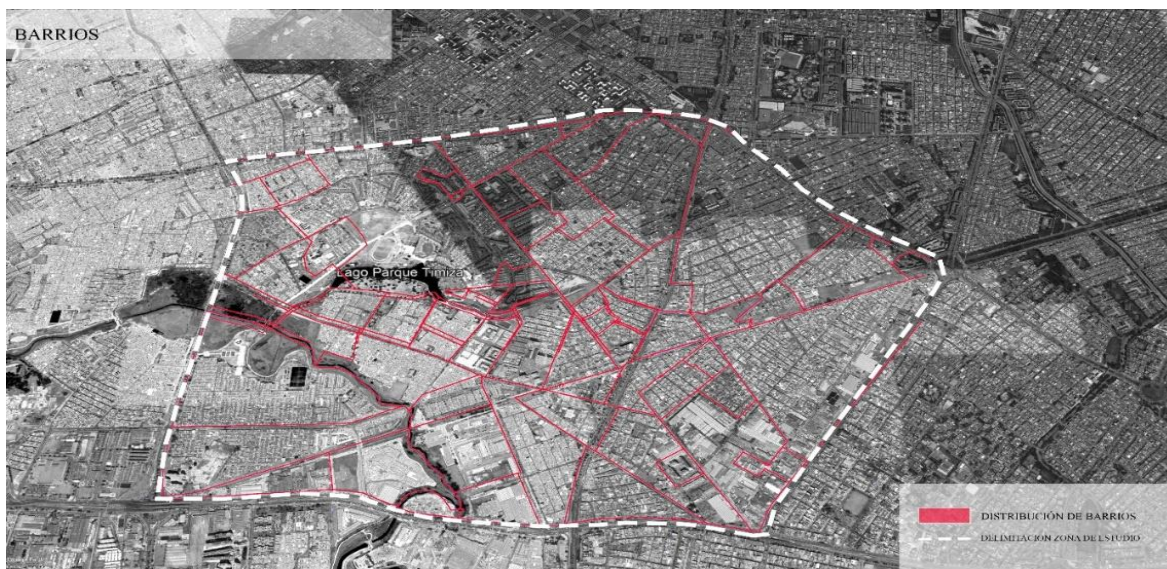 BARRIOS
Lago Parque Timiza
DISTRIBUCIÓN DE BARRIOS
DELIMITACIÓN ZONA DE ESTUDIO